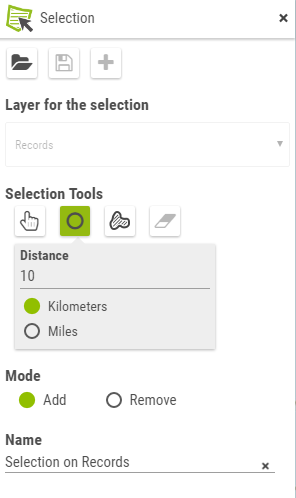 Selection
Layer for the selection
Records
Selection Tools
Distance
10
Kilometers
Miles
Mode
Add Remove
Name
Selection on Records